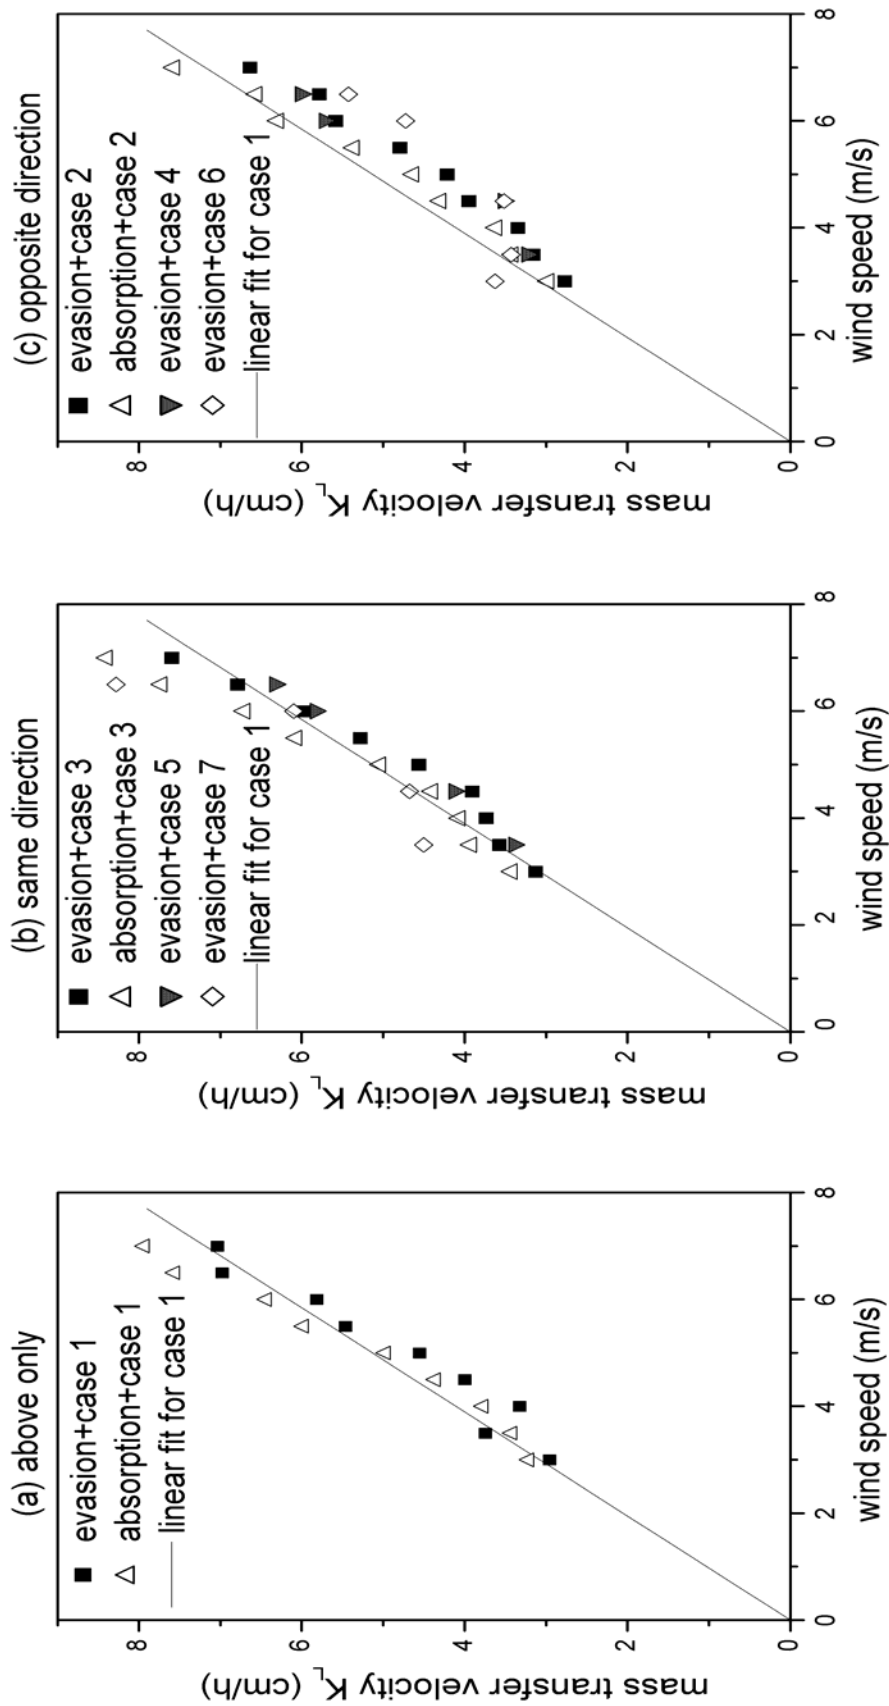 (a) above only
evasion+case 1
absorption+case 1
linear fit for case 1
mass transfer velocity K_L (cm/h)
8
6
4
2
0
0 2 4 6 8
wind speed (m/s)
(b) same direction
evasion+case 3
absorption+case 3
evasion+case 5
evasion+case 7
linear fit for case 1
mass transfer velocity K_L (cm/h)
8
6
4
2
0
0 2 4 6 8
wind speed (m/s)
(c) opposite direction
evasion+case 2
absorption+case 2
evasion+case 4
evasion+case 6
linear fit for case 1
mass transfer velocity K_L (cm/h)
8
6
4
2
0
0 2 4 6 8
wind speed (m/s)